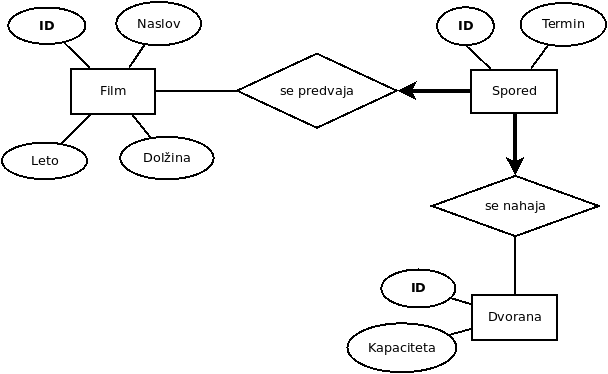 ID
Naslov
ID
Termin
Film
se predvaja
Spored
Leto
Dolžina
se nahaja
ID
Dvorana
Kapaciteta